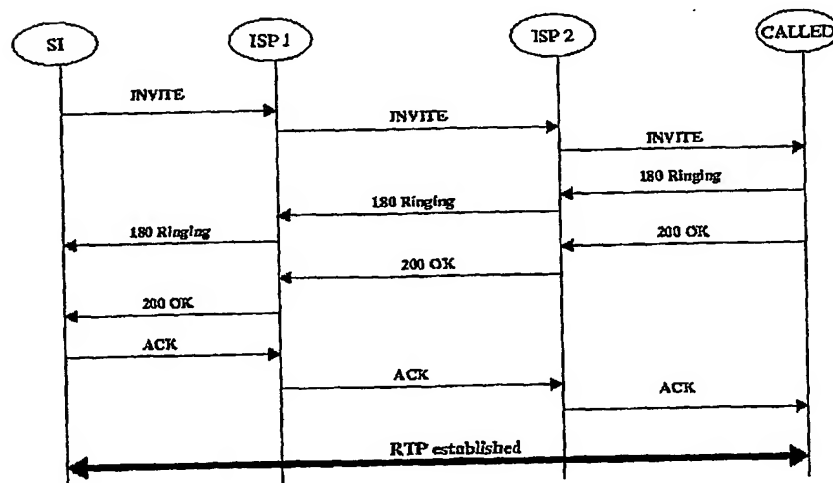 SI
ISP 1
ISP 2
CALLED
INVITE
INVITE
INVITE
180 Ringing
180 Ringing
180 Ringing
200 OK
200 OK
200 OK
ACK
ACK
ACK
RTP established